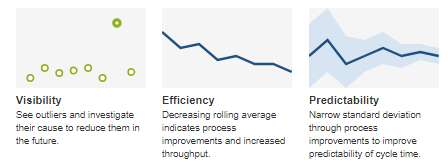 Visibility
See outliers and investigate
their cause to reduce them in
the future.
Efficiency
Decreasing rolling average
indicates process
improvements and increased
throughput.
Predictability
Narrow standard deviation
through process
improvements to improve
predictability of cycle time.